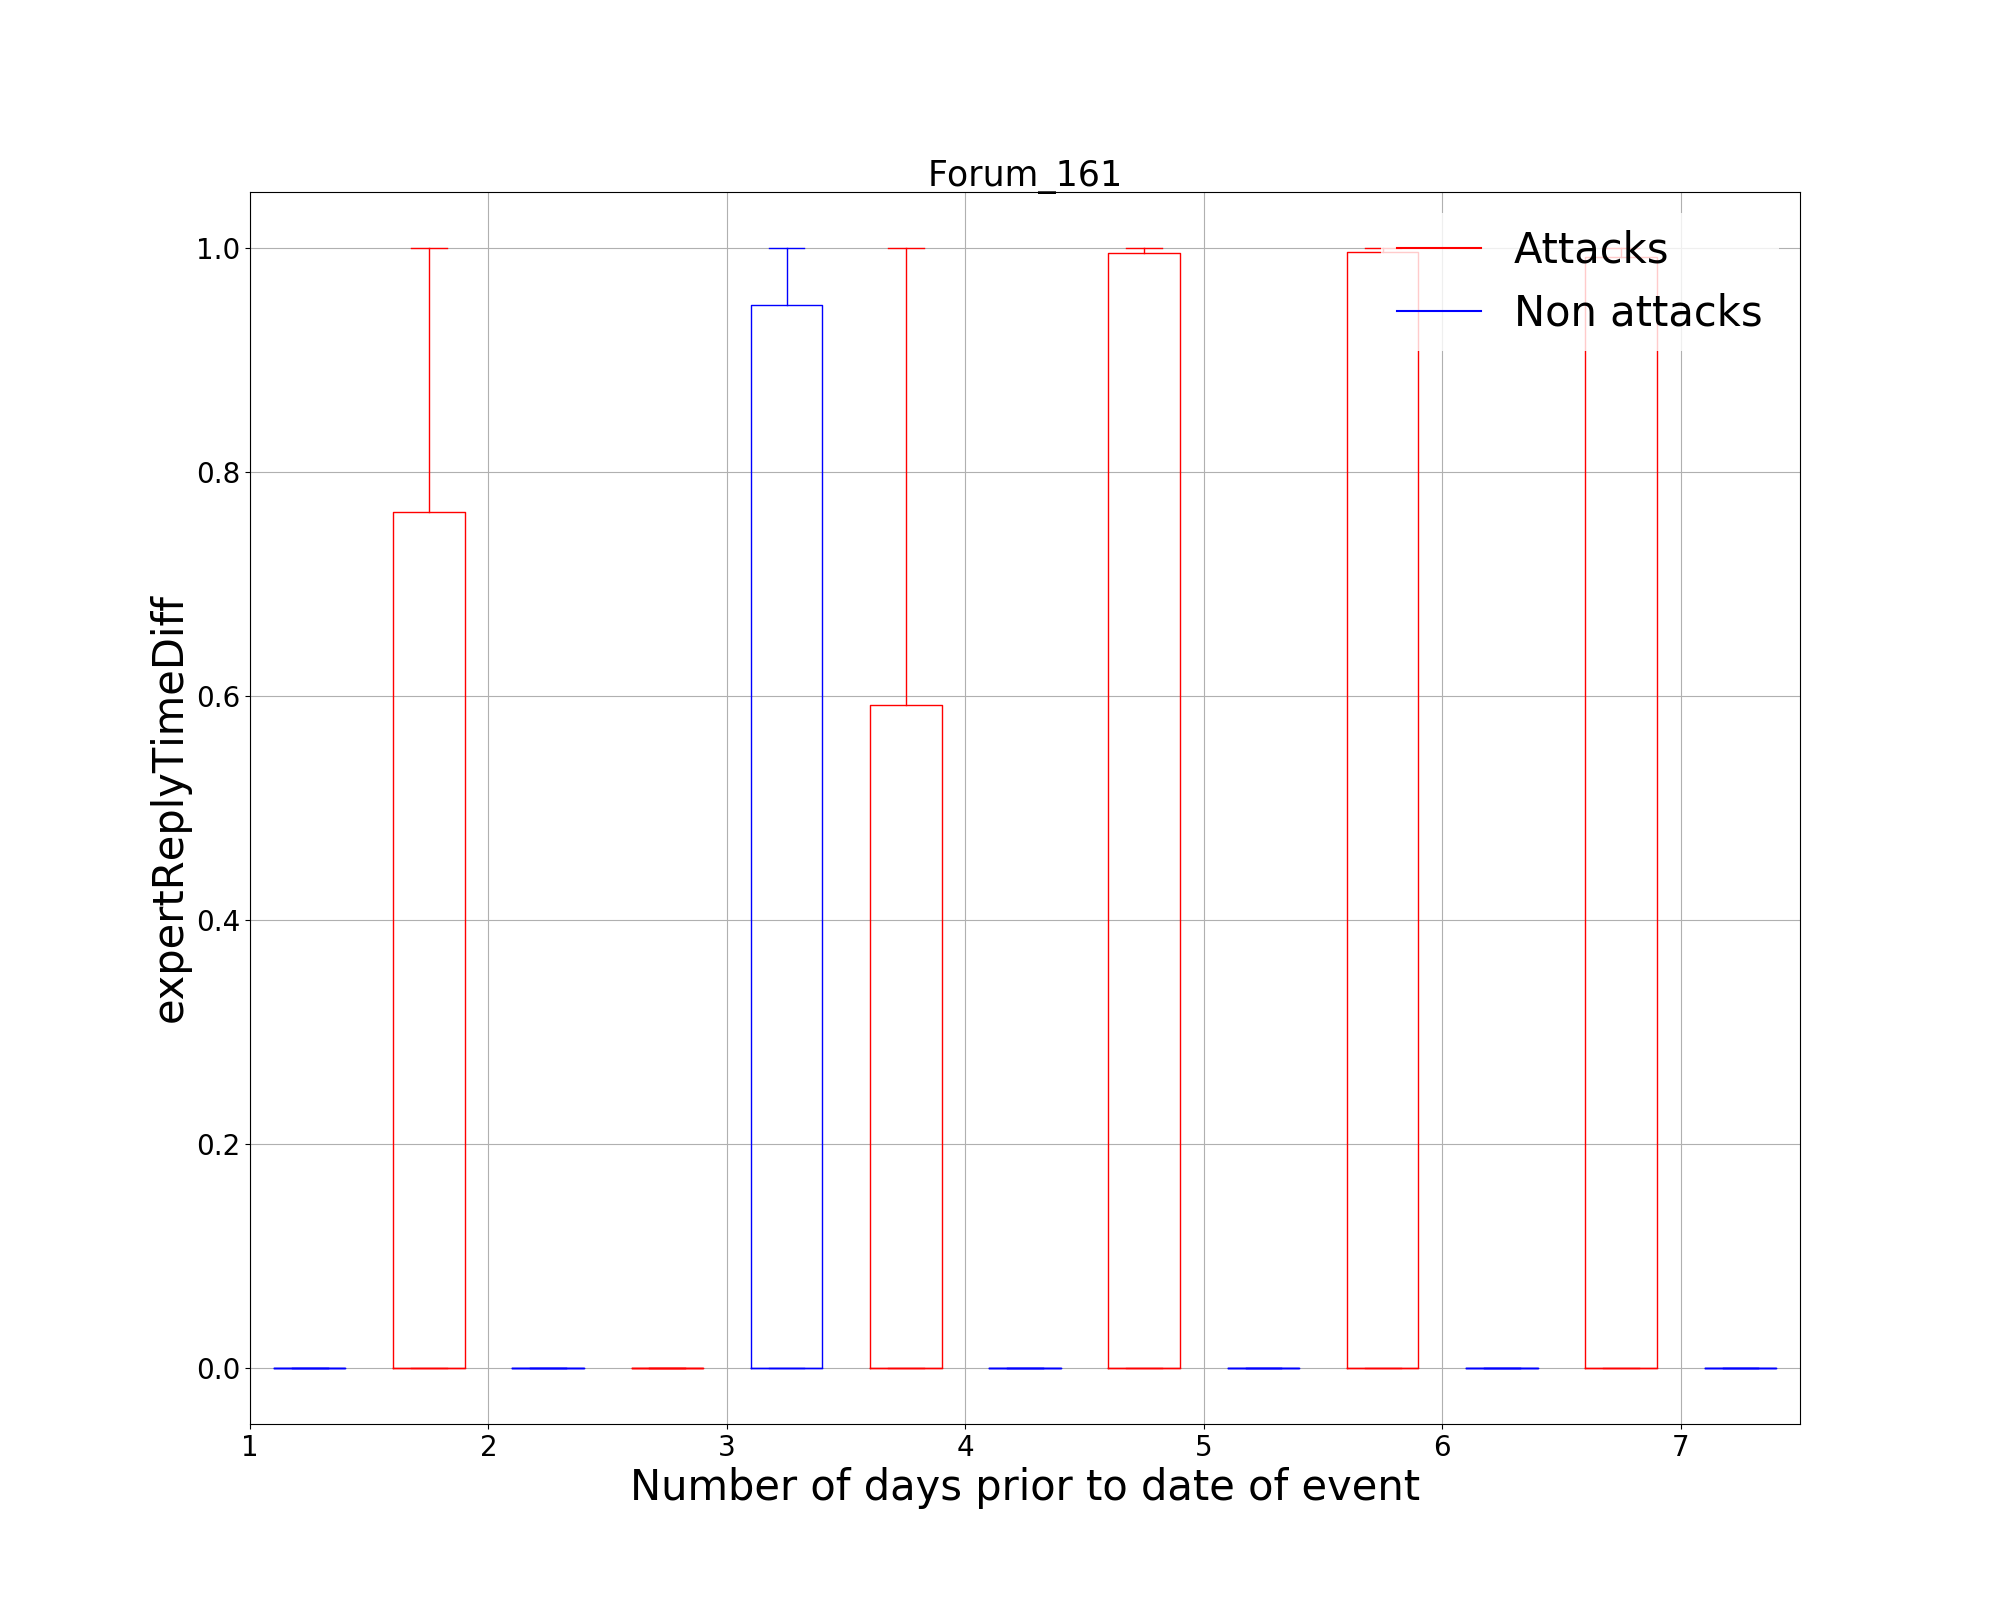 Forum_161
Attacks
Non attacks
1.0
0.8
0.6
0.4
0.2
0.0
expertReplyTimeDiff
1 2 3 4 5 6 7
Number of days prior to date of event